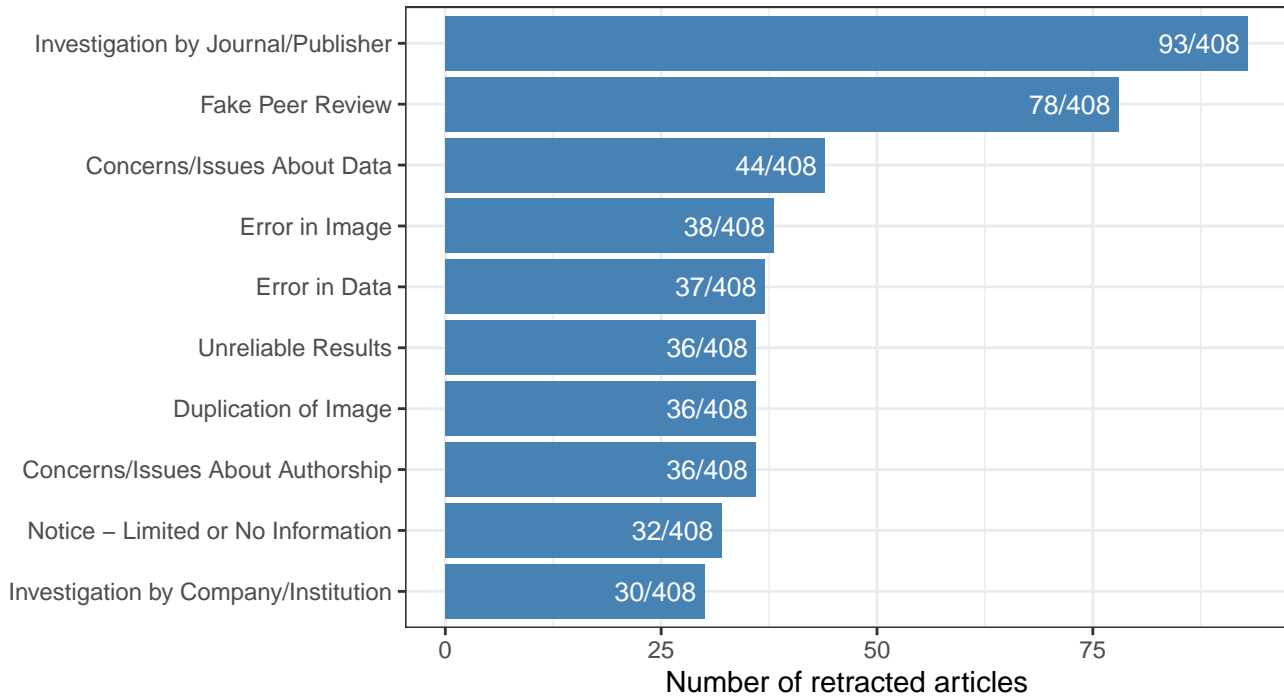 Investigation by Journal/Publisher 93/408
Fake Peer Review 78/408
Concerns/Issues About Data 44/408
Error in Image 38/408
Error in Data 37/408
Unreliable Results 36/408
Duplication of Image 36/408
Concerns/Issues About Authorship 36/408
Notice − Limited or No Information 32/408
Investigation by Company/Institution 30/408
0 25 50 75
Number of retracted articles